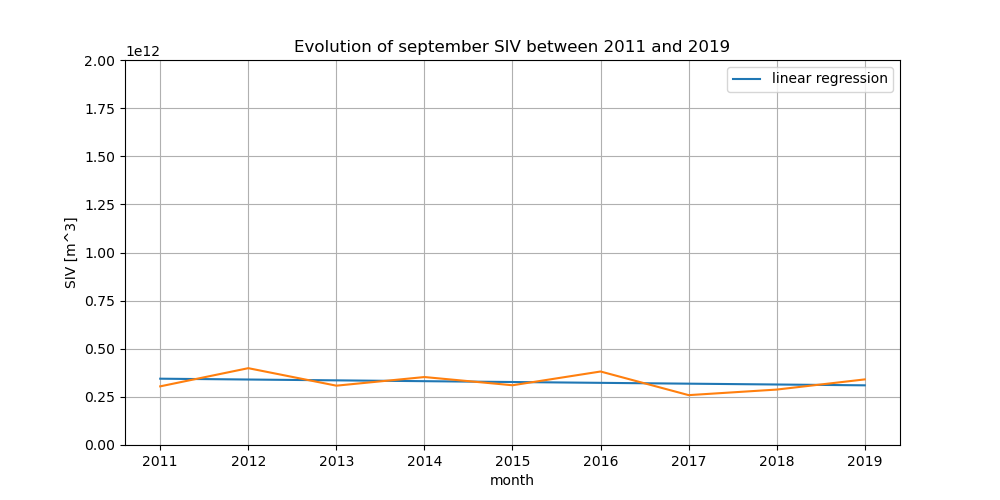 Evolution of september SIV between 2011 and 2019
1e12
linear regression
2.00
1.75
1.50
1.25
1.00
0.75
0.50
0.25
0.00
SIV [m^3]
2011 2012 2013 2014 2015 2016 2017 2018 2019
month